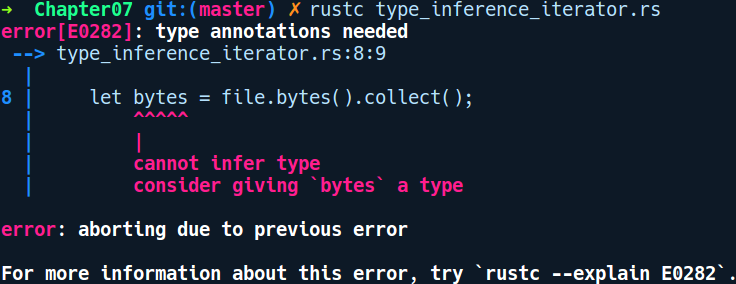 ➜  Chapter07 git:(master) ✗ rustc type_inference_iterator.rs
error[E0282]: type annotations needed
 --> type_inference_iterator.rs:8:9
  |
8 |     let bytes = file.bytes().collect();
  |         ^^^^^
  |         |
  |         cannot infer type
  |         consider giving `bytes` a type

error: aborting due to previous error

For more information about this error, try `rustc --explain E0282`.